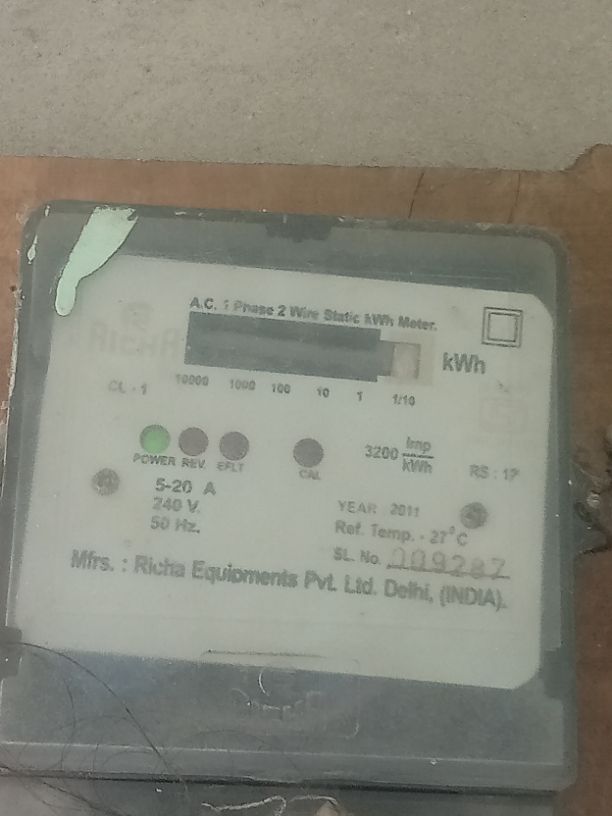 A.C. 1 Phase 2 Wire Static kWh Meter.
RICHA
kWh
CL - 1
10000 1000 100 10 1 1/10
3200 Imp/kWh
POWER REV. EFLT
CAL
RS : 17
5-20 A
240 V.
50 Hz.
YEAR 2011
Ref. Temp. - 27°C
SL. No. 009287
Mfrs. : Richa Equipments Pvt. Ltd. Delhi, (INDIA).